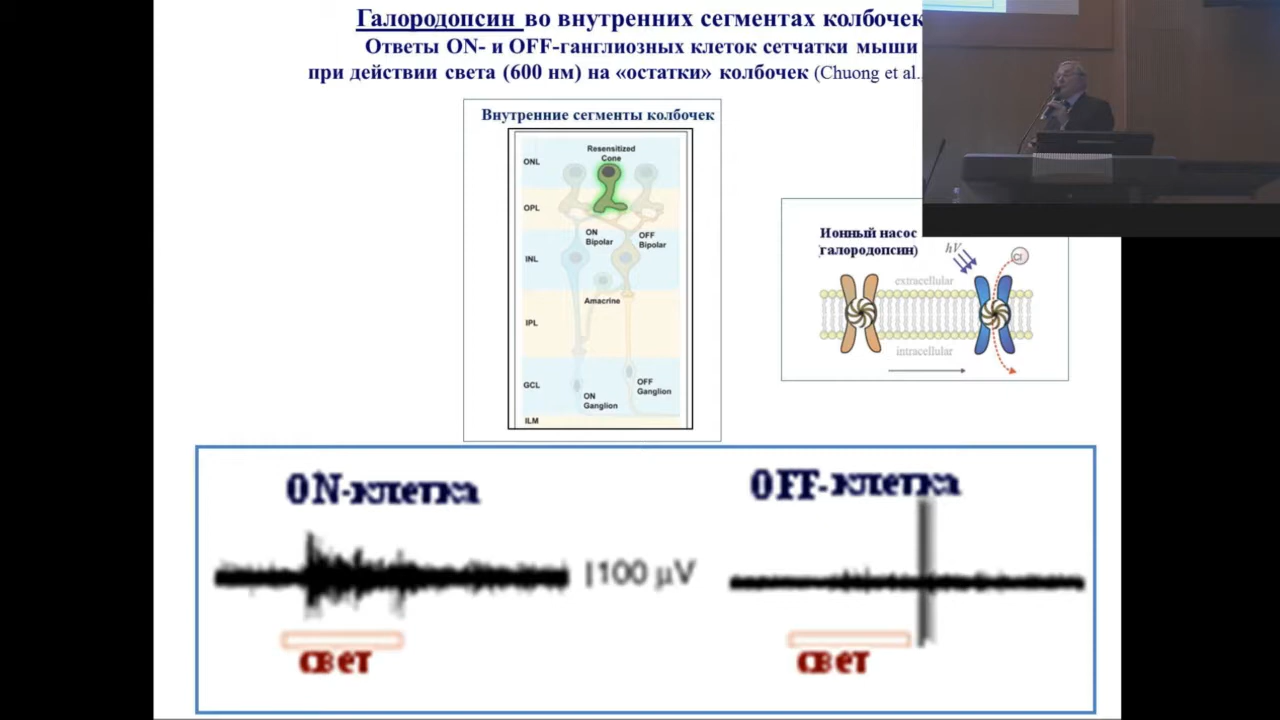 Галородопсин во внутренних сегментах колбочек
Ответы ON- и OFF-ганглиозных клеток сетчатки мыши
при действии света (600 нм) на «остатки» колбочек (Chuong et al.,
Внутренние сегменты колбочек
Resensitized
Cone
ONL
OPL
ON
Bipolar
OFF
Bipolar
INL
Amacrine
IPL
GCL
OFF
Ganglion
ON
Ganglion
ILM
Ионный насос
галородопсин)
hV
Cl
extracellular
intracellular
ON-клетка
100 µV
свет
OFF-клетка
свет